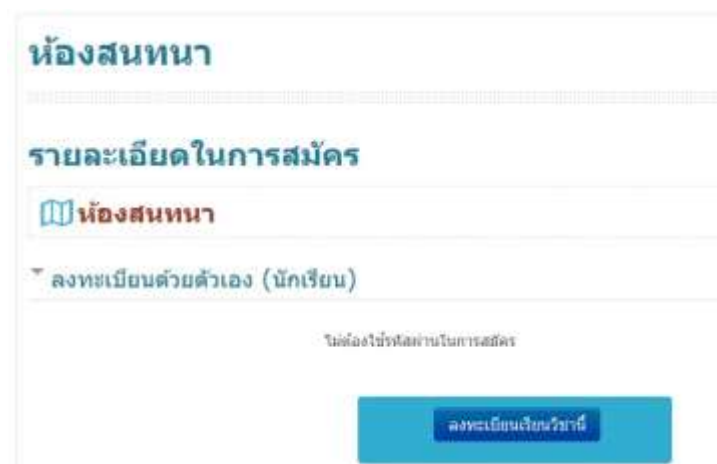 ห้องสนทนา
รายละเอียดในการสมัคร
ห้องสนทนา
ลงทะเบียนด้วยตัวเอง (นักเรียน)
ไม่ต้องใช้รหัสผ่านในการสมัคร
ลงทะเบียนเรียนวิชานี้